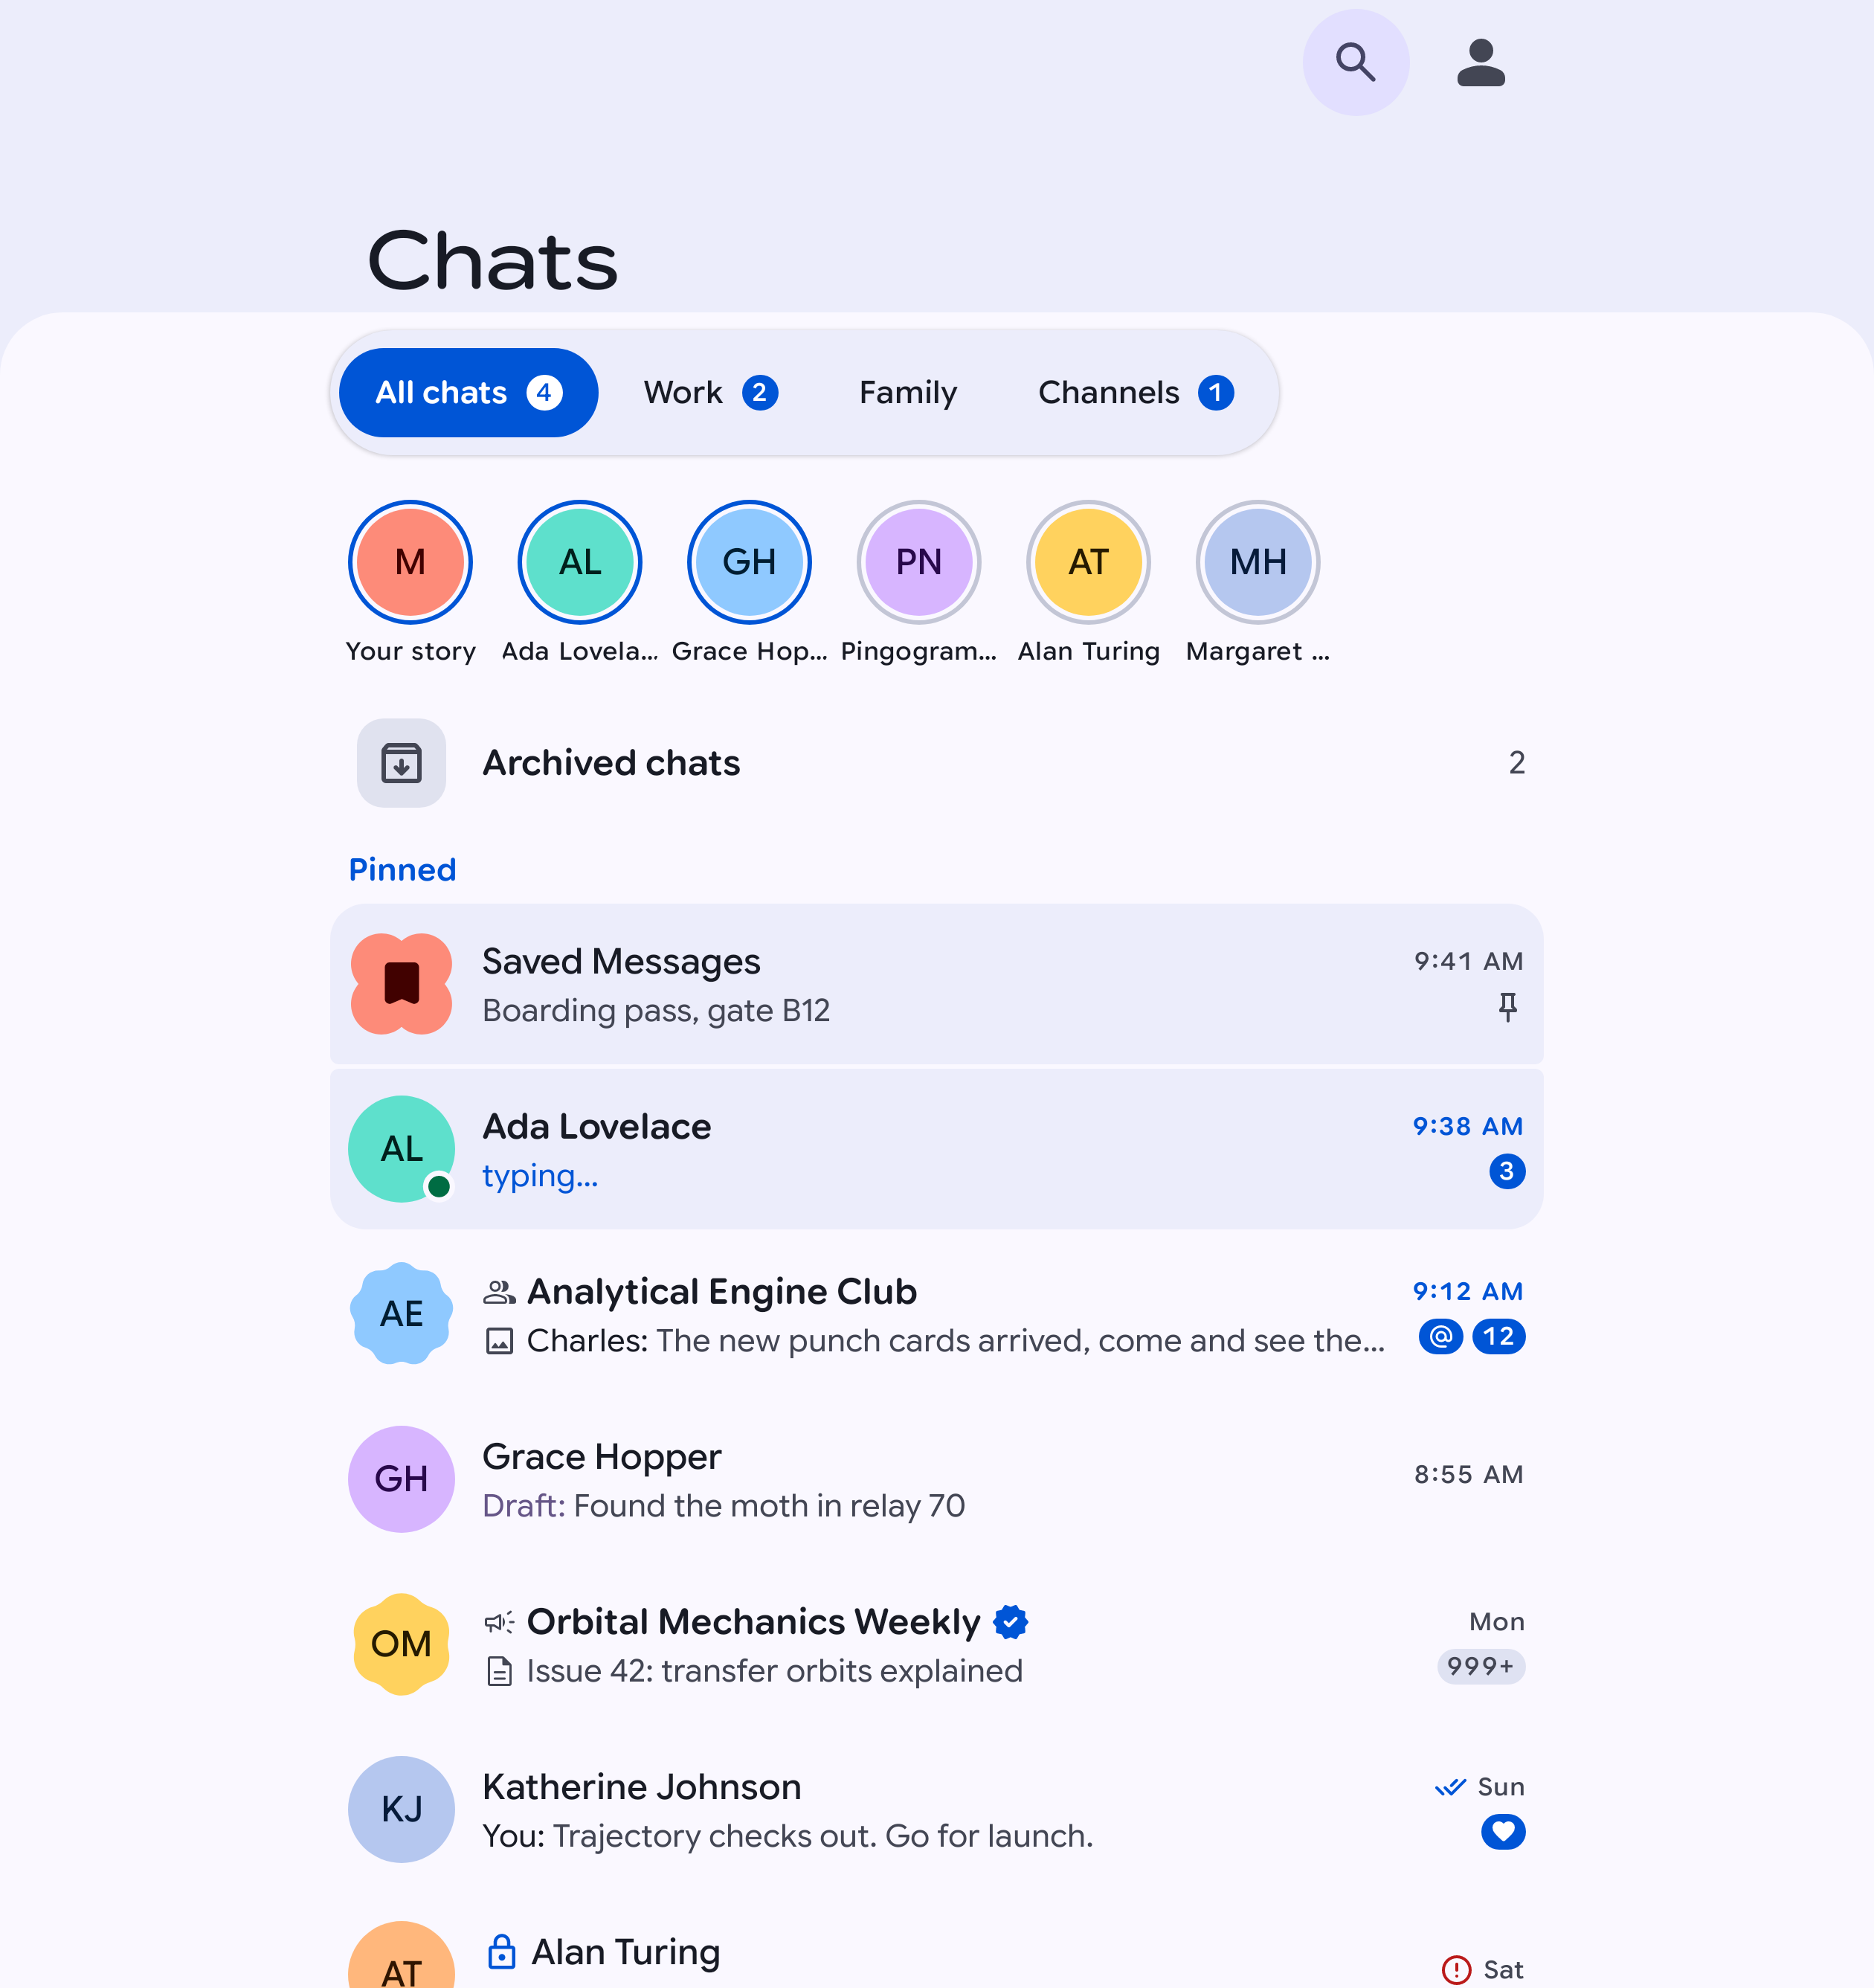 Chats
All chats 4 Work 2 Family Channels 1
M AL GH PN AT MH
Your story Ada Lovela... Grace Hop... Pingogram... Alan Turing Margaret ...
Archived chats 2
Pinned
Saved Messages 9:41 AM
Boarding pass, gate B12
AL Ada Lovelace 9:38 AM
typing... 3
AE Analytical Engine Club 9:12 AM
Charles: The new punch cards arrived, come and see the... @ 12
GH Grace Hopper 8:55 AM
Draft: Found the moth in relay 70
OM Orbital Mechanics Weekly Mon
Issue 42: transfer orbits explained 999+
KJ Katherine Johnson Sun
You: Trajectory checks out. Go for launch.
AT Alan Turing Sat